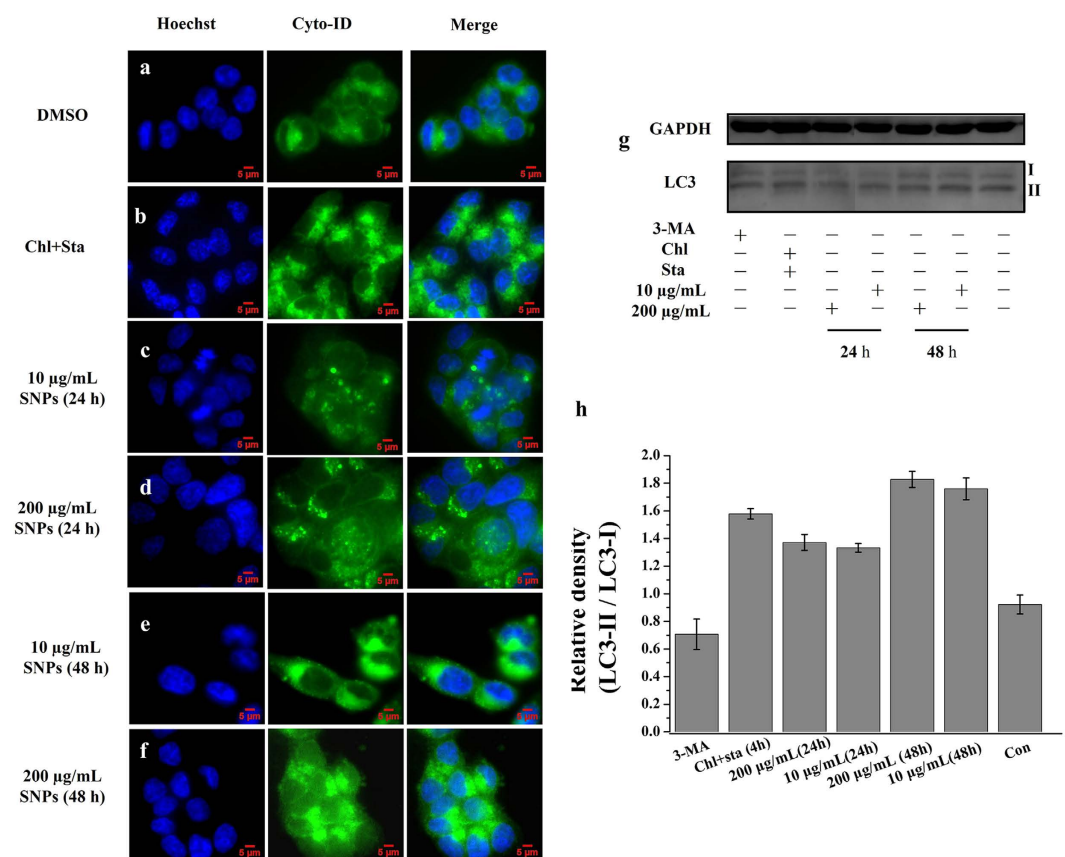 Hoechst Cyto-ID Merge
a
DMSO
5 µm 5 µm 5 µm
b
Chl+Sta
5 µm 5 µm 5 µm
c
10 µg/mL
SNPs (24 h)
5 µm 5 µm 5 µm
d
200 µg/mL
SNPs (24 h)
5 µm 5 µm 5 µm
e
10 µg/mL
SNPs (48 h)
5 µm 5 µm 5 µm
f
200 µg/mL
SNPs (48 h)
5 µm 5 µm 5 µm
g
GAPDH
LC3 I
II
3-MA + − − − − − −
Chl − + − − − − −
Sta − + − − − − −
10 µg/mL − − − + − + −
200 µg/mL − − + − + − −
24 h 48 h
h
Relative density
(LC3-II / LC3-I)
2.0
1.8
1.6
1.4
1.2
1.0
0.8
0.6
0.4
0.2
0.0
3-MA
Chl+sta (4h)
200 µg/mL(24h)
10 µg/mL(24h)
200 µg/mL (48h)
10 µg/mL(48h)
Con